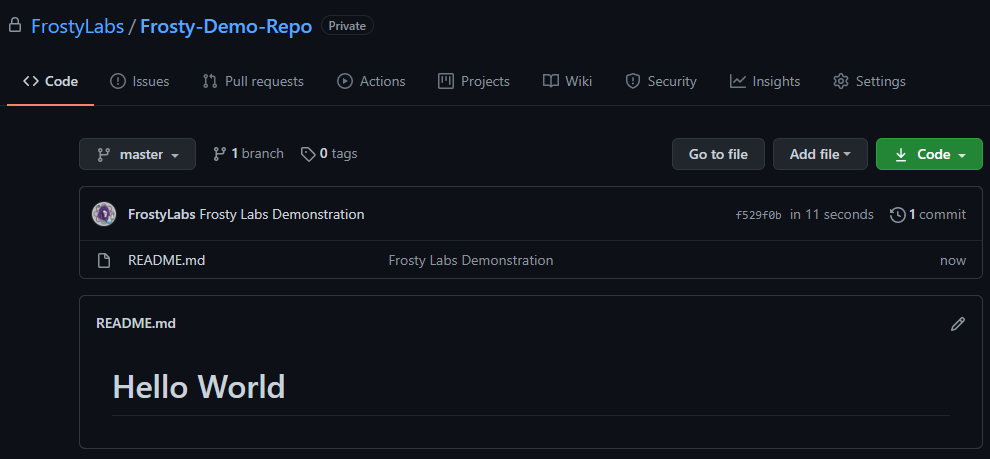 FrostyLabs / Frosty-Demo-Repo Private
Code Issues Pull requests Actions Projects Wiki Security Insights Settings
master 1 branch 0 tags Go to file Add file Code
FrostyLabs Frosty Labs Demonstration f529f0b in 11 seconds 1 commit
README.md Frosty Labs Demonstration now
README.md
Hello World